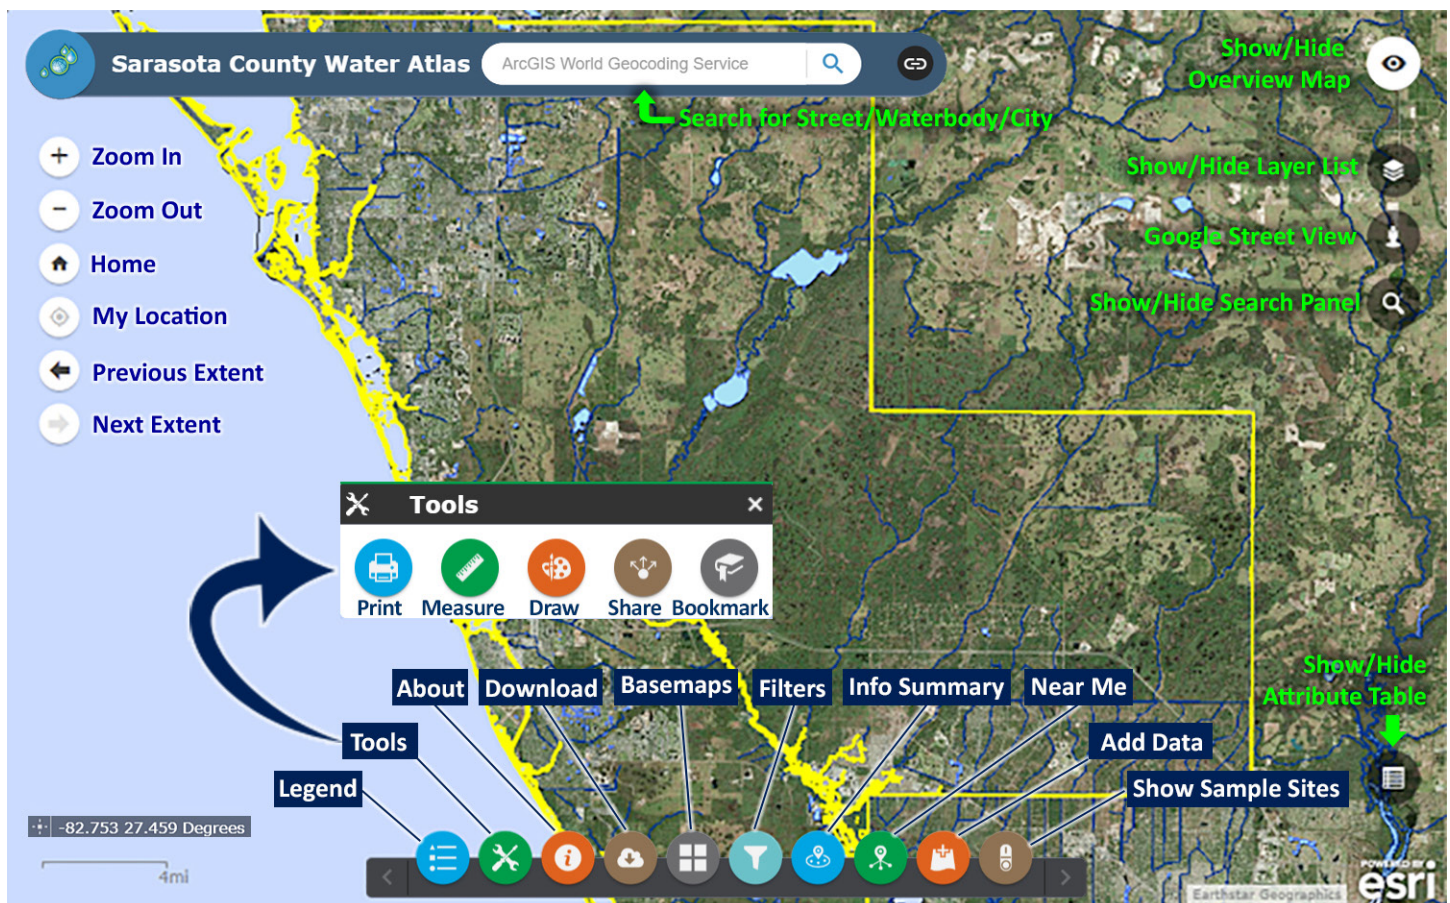 Sarasota County Water Atlas
ArcGIS World Geocoding Service
Search for Street/Waterbody/City
Show/Hide
Overview Map
Zoom In
Zoom Out
Home
My Location
Previous Extent
Next Extent
Show/Hide Layer List
Google Street View
Show/Hide Search Panel
Tools
Print
Measure
Draw
Share
Bookmark
About
Download
Basemaps
Filters
Info Summary
Near Me
Tools
Add Data
Legend
Show Sample Sites
Show/Hide
Attribute Table
-82.753 27.459 Degrees
4mi
POWERED BY
esri
Earthstar Geographics